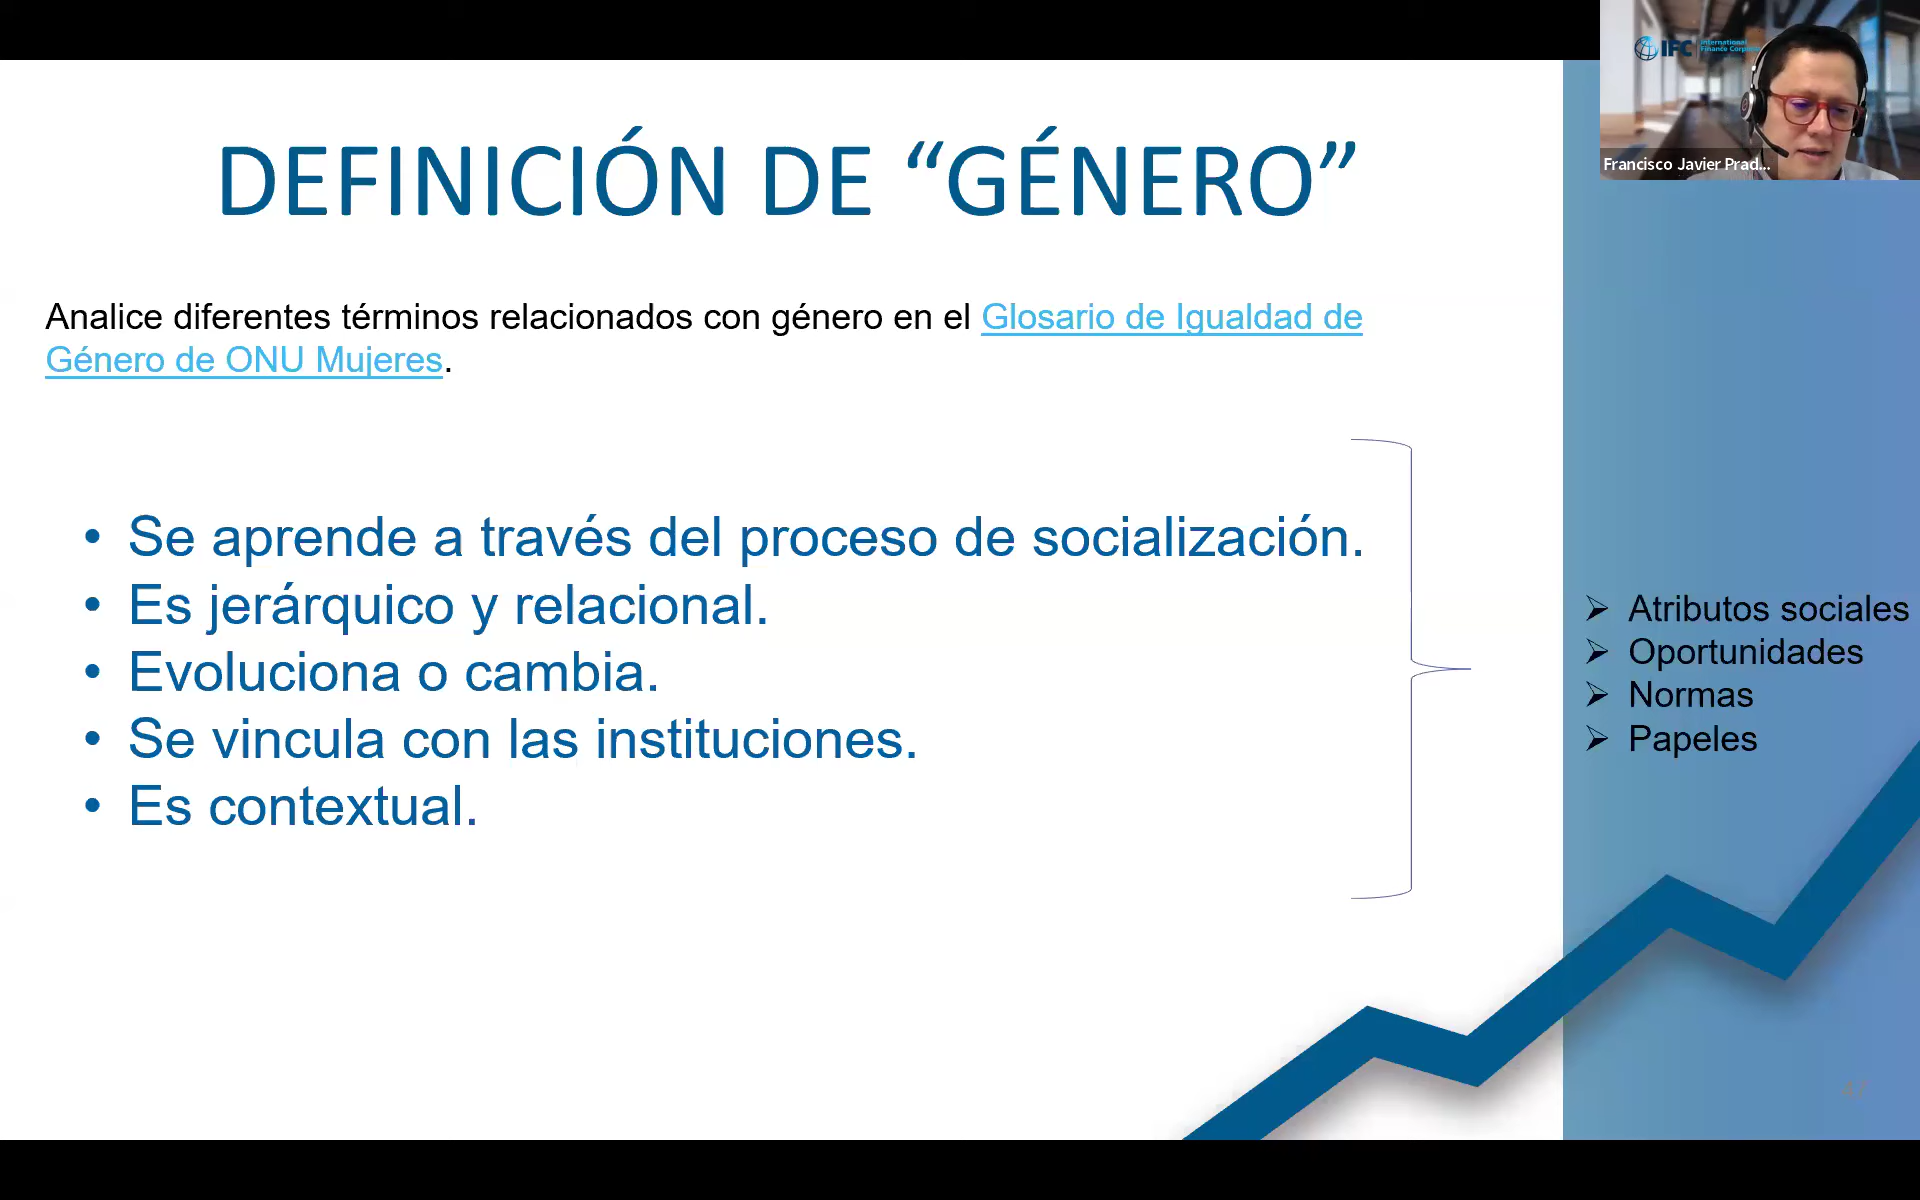 IFC International
Finance Corp
Francisco Javier Prad...
DEFINICIÓN DE “GÉNERO”
Analice diferentes términos relacionados con género en el Glosario de Igualdad de
Género de ONU Mujeres.
• Se aprende a través del proceso de socialización.
• Es jerárquico y relacional.
• Evoluciona o cambia.
• Se vincula con las instituciones.
• Es contextual.
➢ Atributos sociales
➢ Oportunidades
➢ Normas
➢ Papeles